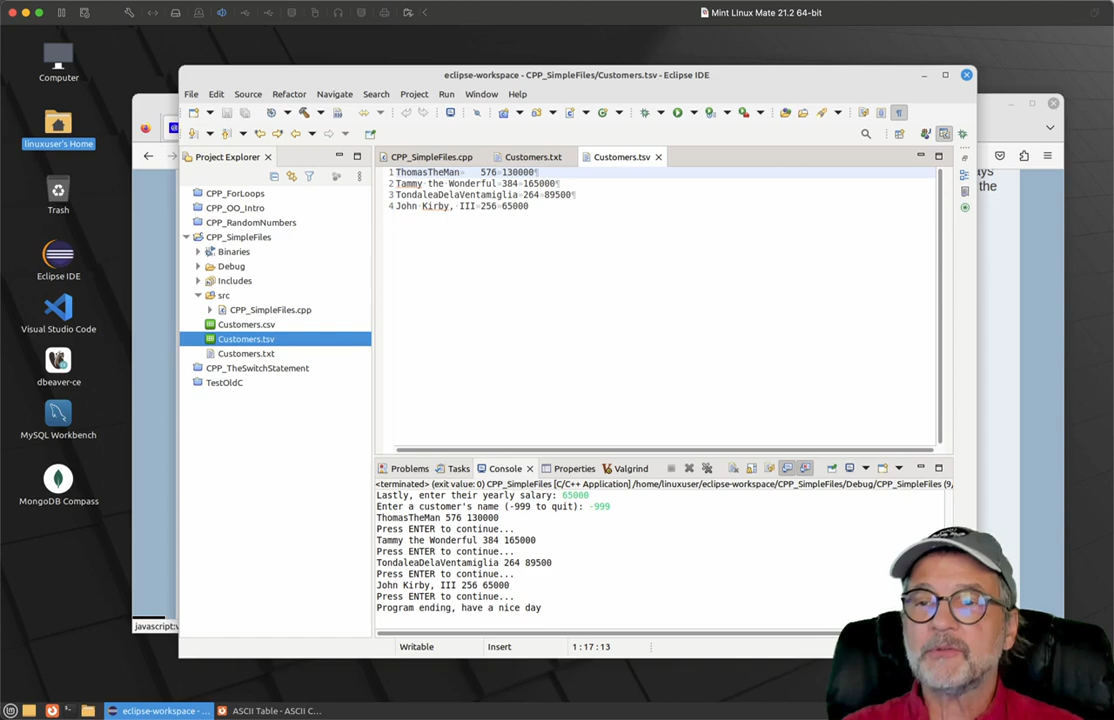 Mint LInux Mate 21.2 64-bit
Computer
linuxuser's Home
Trash
Eclipse IDE
Visual Studio Code
dbeaver-ce
MySQL Workbench
MongoDB Compass
eclipse-workspace - CPP_SimpleFiles/Customers.tsv - Eclipse IDE
File Edit Source Refactor Navigate Search Project Run Window Help
Project Explorer
CPP_ForLoops
CPP_OO_Intro
CPP_RandomNumbers
CPP_SimpleFiles
Binaries
Debug
Includes
src
CPP_SimpleFiles.cpp
Customers.csv
Customers.tsv
Customers.txt
CPP_TheSwitchStatement
TestOldC
CPP_SimpleFiles.cpp Customers.txt Customers.tsv
1 ThomasTheMan» 576»130000¶
2 Tammy·the·Wonderful»384»165000¶
3 TondaleaDelaVentamiglia»264»89500¶
4 John·Kirby,·III»256»65000
ays
the
Problems Tasks Console Properties Valgrind
<terminated> (exit value: 0) CPP_SimpleFiles [C/C++ Application] /home/linuxuser/eclipse-workspace/CPP_SimpleFiles/Debug/CPP_SimpleFiles (9/
Lastly, enter their yearly salary: 65000
Enter a customer's name (-999 to quit): -999
ThomasTheMan 576 130000
Press ENTER to continue...
Tammy the Wonderful 384 165000
Press ENTER to continue...
TondaleaDelaVentamiglia 264 89500
Press ENTER to continue...
John Kirby, III 256 65000
Press ENTER to continue...
Program ending, have a nice day
javascript:v
Writable Insert 1:17:13
eclipse-workspace - ... ASCII Table - ASCII C...